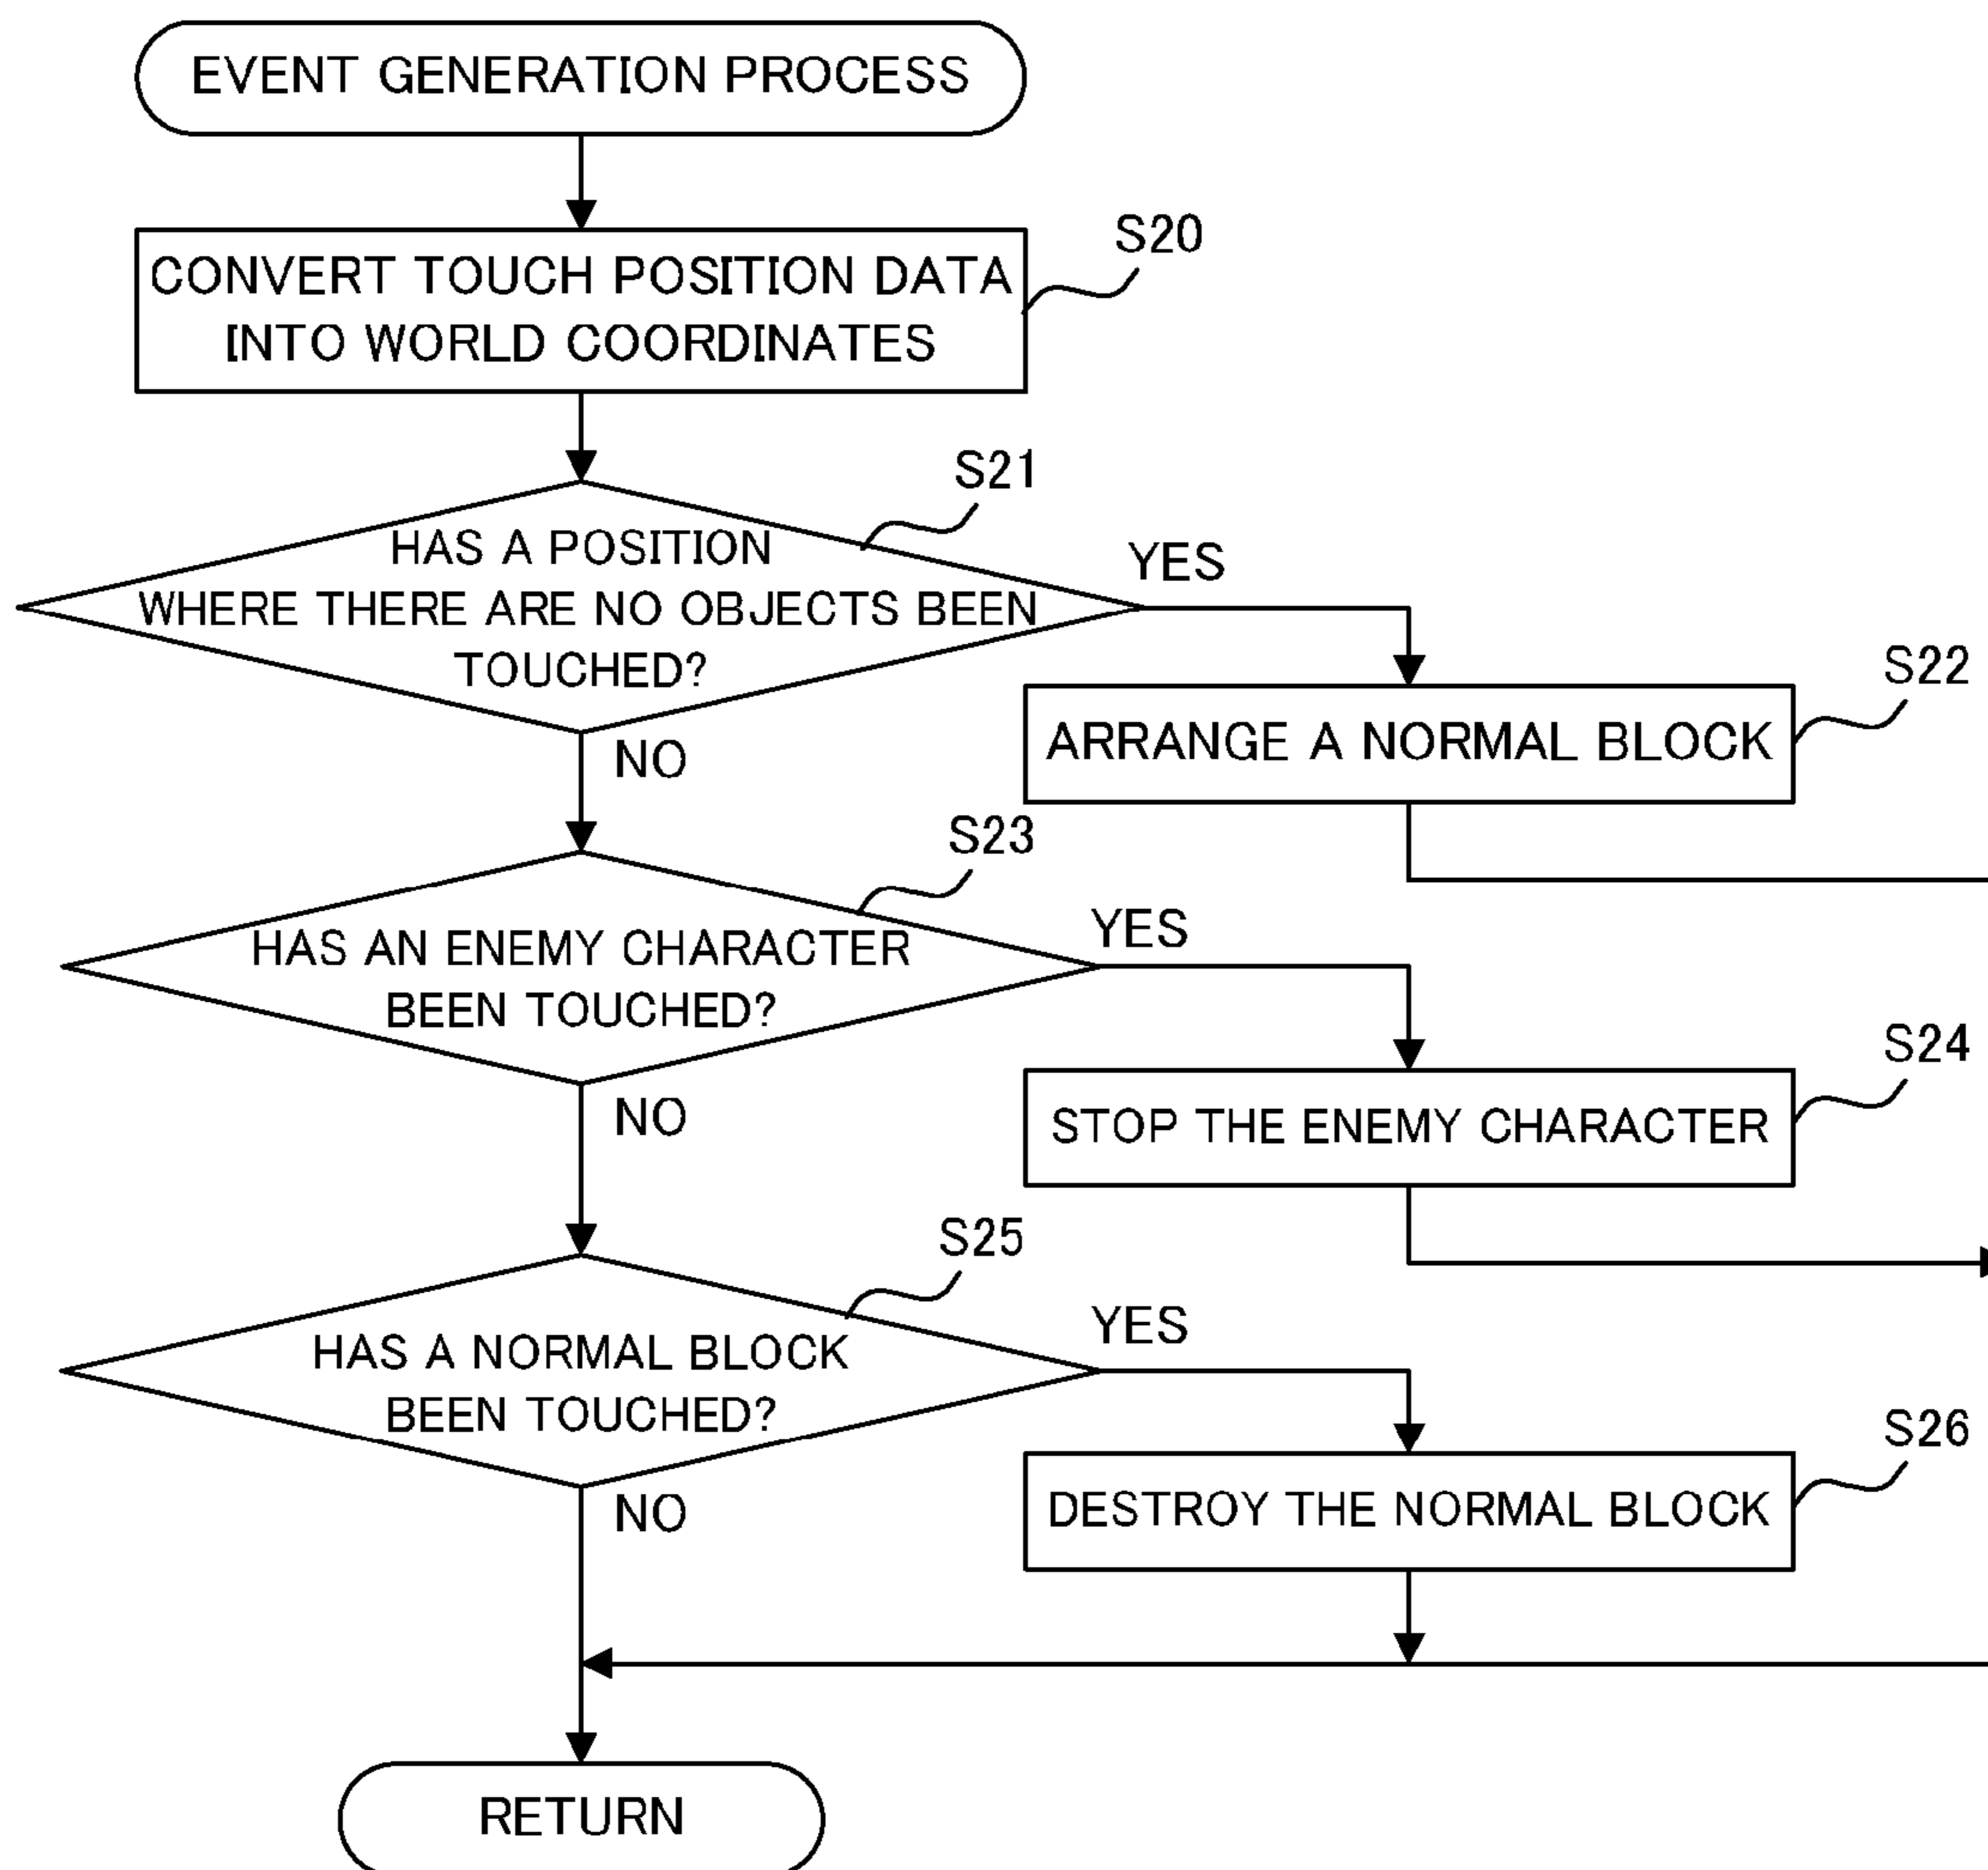 EVENT GENERATION PROCESS
S20
CONVERT TOUCH POSITION DATA
INTO WORLD COORDINATES
S21
HAS A POSITION
WHERE THERE ARE NO OBJECTS BEEN
TOUCHED?
YES
NO
S22
ARRANGE A NORMAL BLOCK
S23
HAS AN ENEMY CHARACTER
BEEN TOUCHED?
YES
NO
S24
STOP THE ENEMY CHARACTER
S25
HAS A NORMAL BLOCK
BEEN TOUCHED?
YES
NO
S26
DESTROY THE NORMAL BLOCK
RETURN